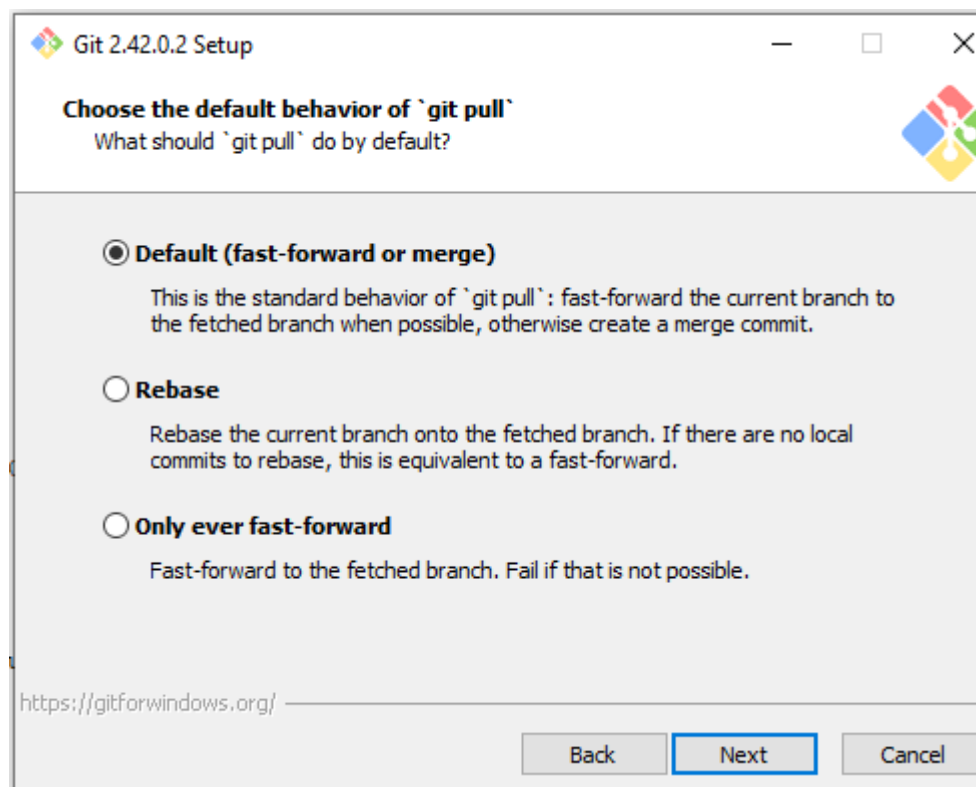 Git 2.42.0.2 Setup
Choose the default behavior of `git pull`
What should `git pull` do by default?
Default (fast-forward or merge)
This is the standard behavior of `git pull`: fast-forward the current branch to
the fetched branch when possible, otherwise create a merge commit.
Rebase
Rebase the current branch onto the fetched branch. If there are no local
commits to rebase, this is equivalent to a fast-forward.
Only ever fast-forward
Fast-forward to the fetched branch. Fail if that is not possible.
https://gitforwindows.org/
Back Next Cancel